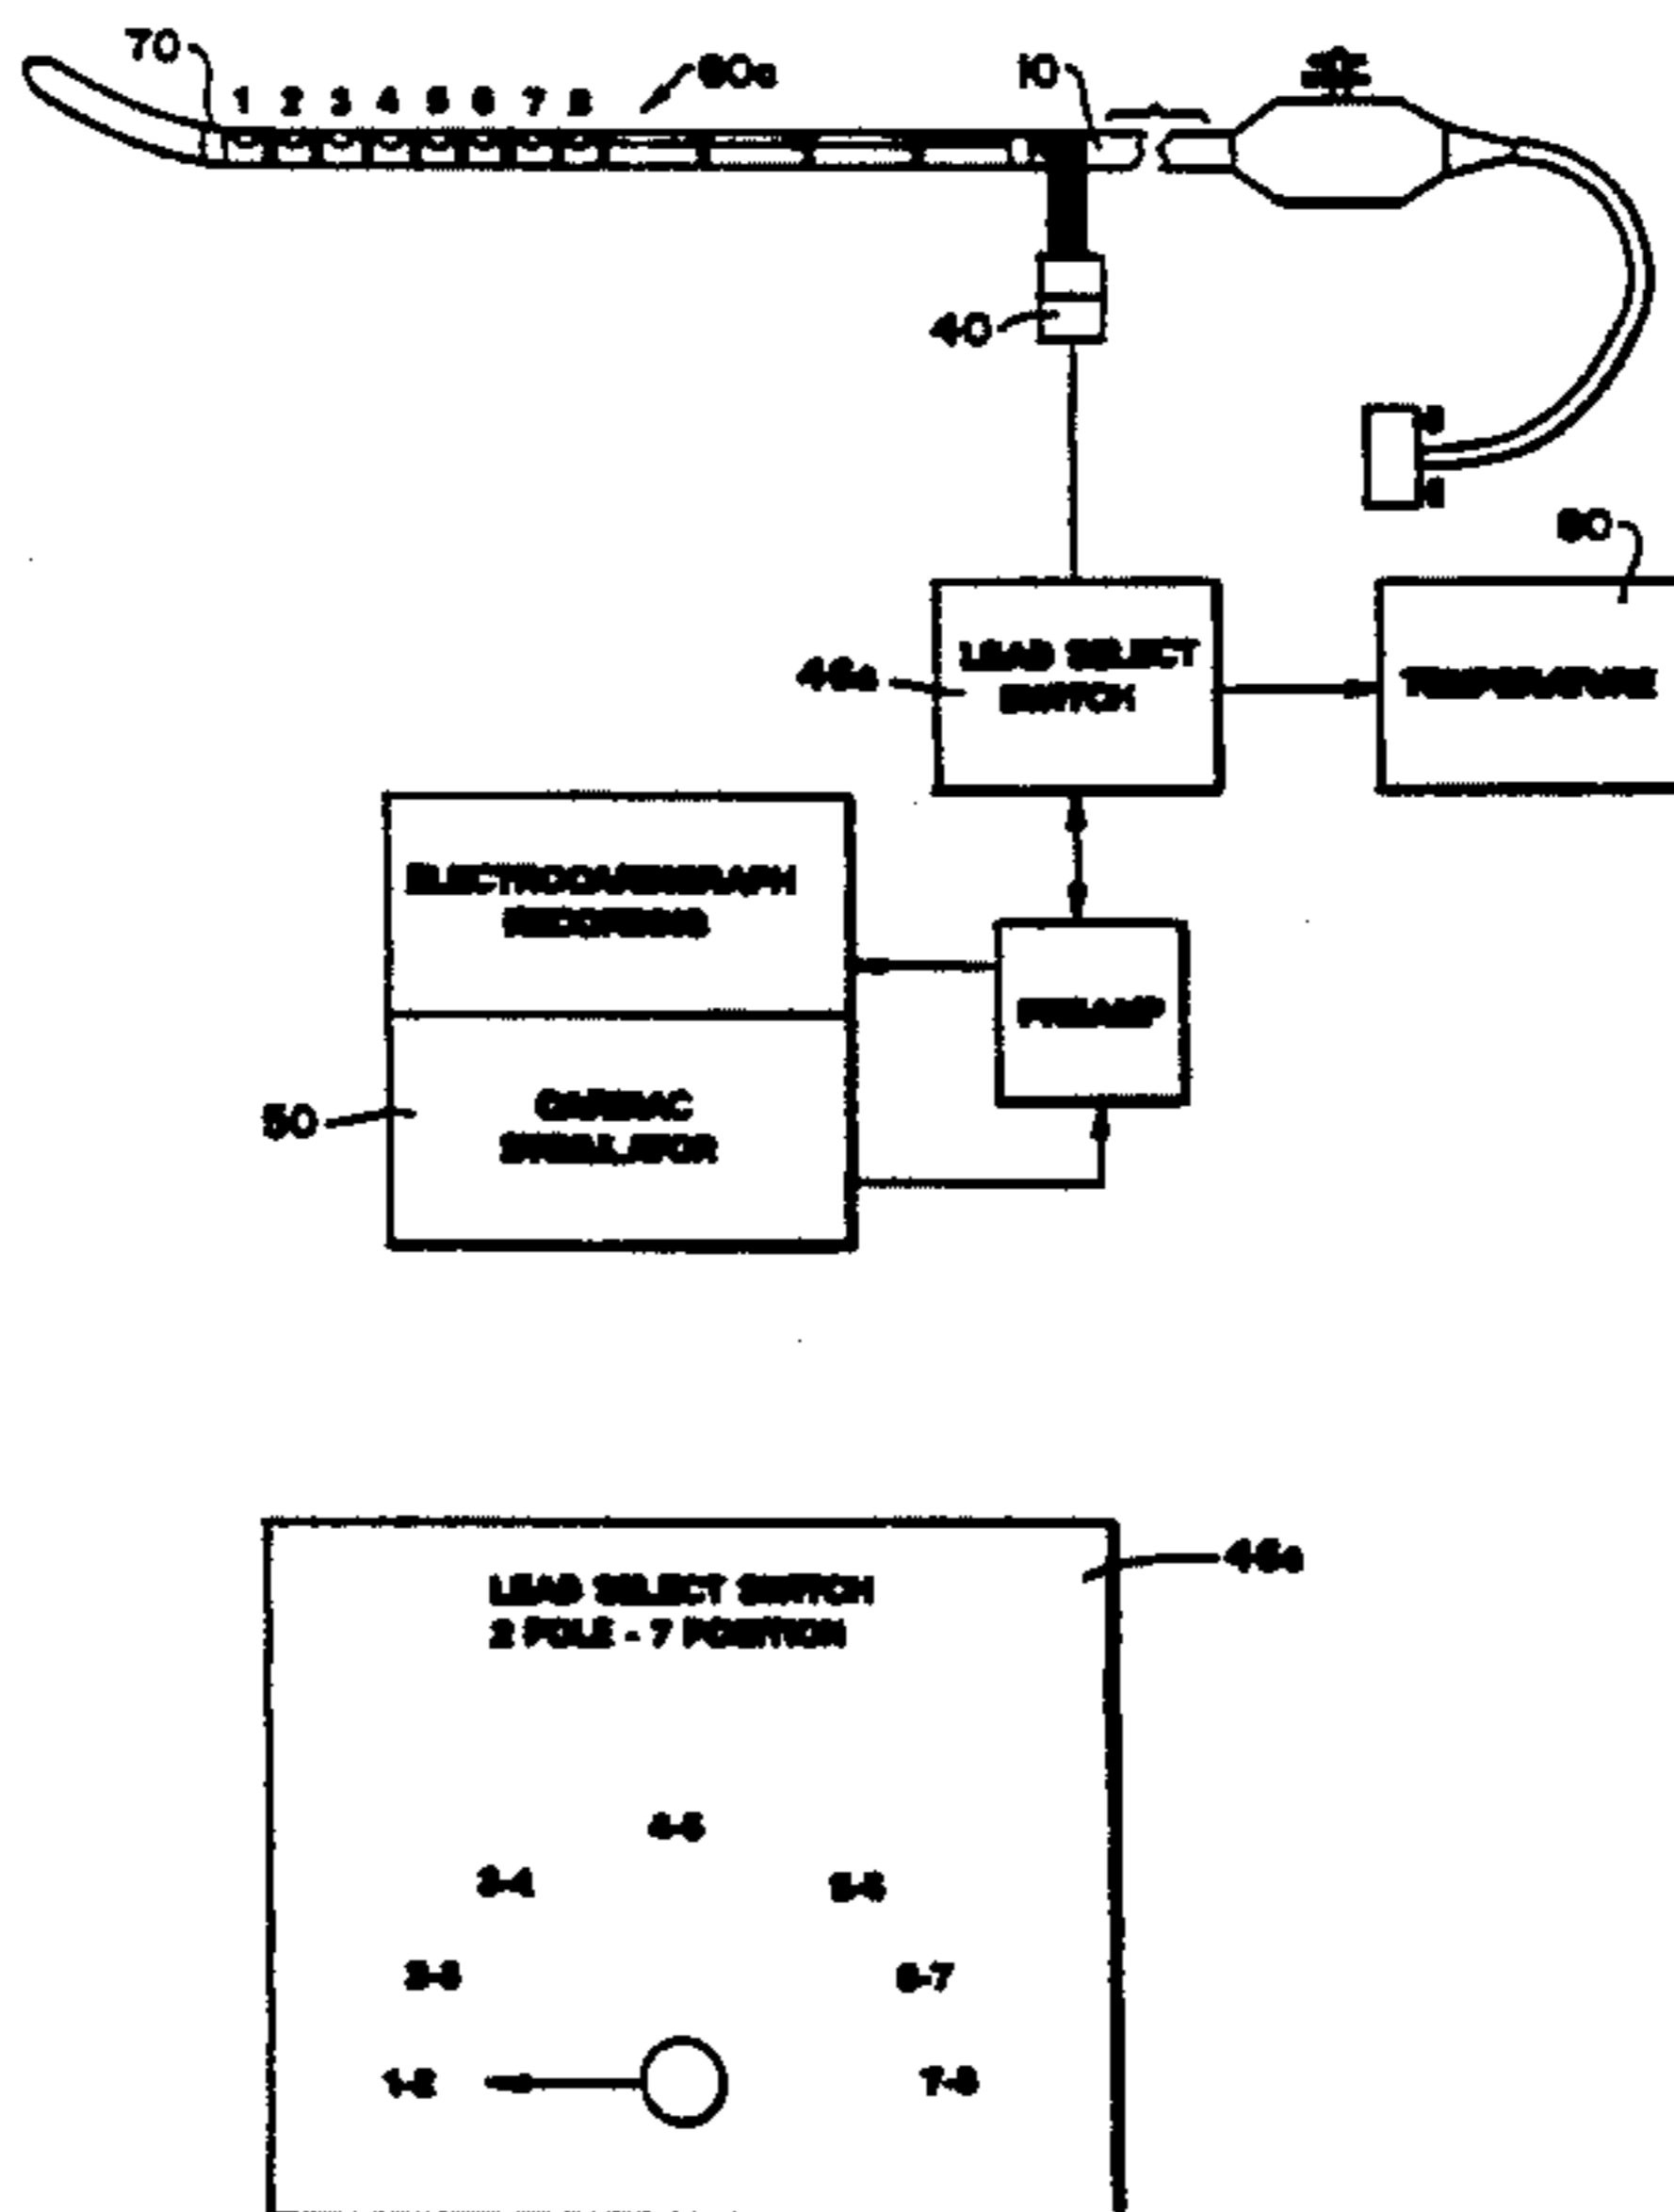 70
1 2 3 4 5 6 7 8
10
40
LEAD SELECT
SWITCH
ELECTROCARDIOGRAPH
CARDIAC
STIMULATOR
PREAMP
50
LEAD SELECT SWITCH
2 POLE - 7 POSITION
4-5
3-4
5-6
2-3
6-7
1-2
7-8